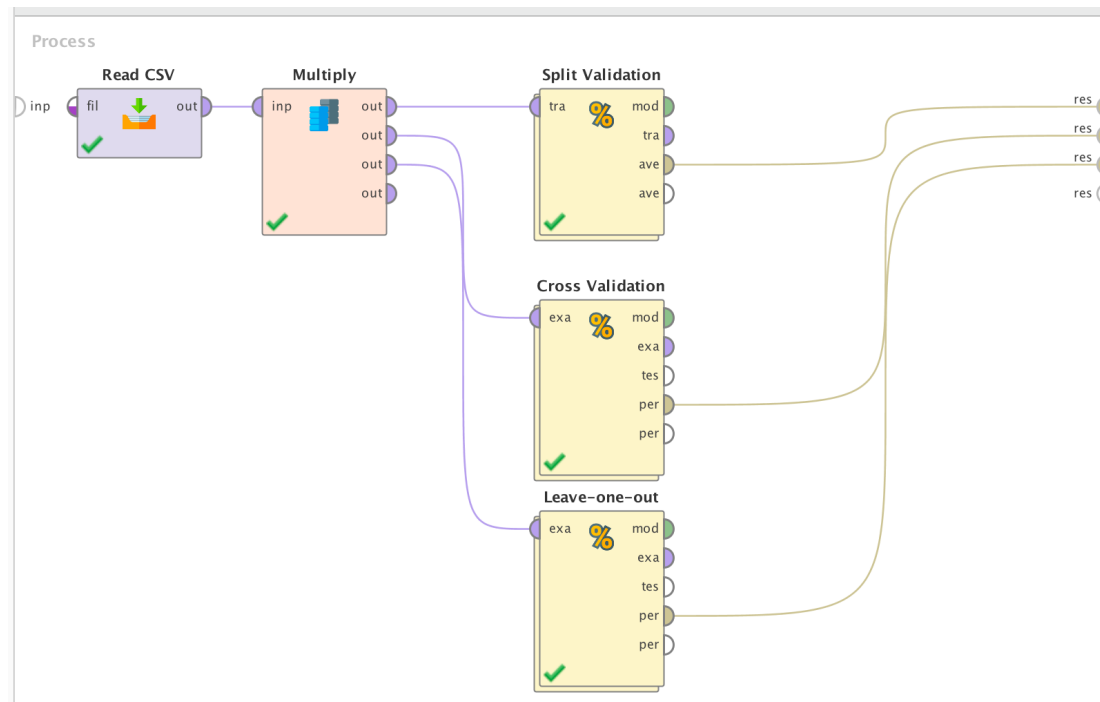 Process
Read CSV
inp
fil
out
Multiply
inp
out
out
out
out
Split Validation
tra
mod
tra
ave
ave
res
res
res
res
Cross Validation
exa
mod
exa
tes
per
per
Leave-one-out
exa
mod
exa
tes
per
per